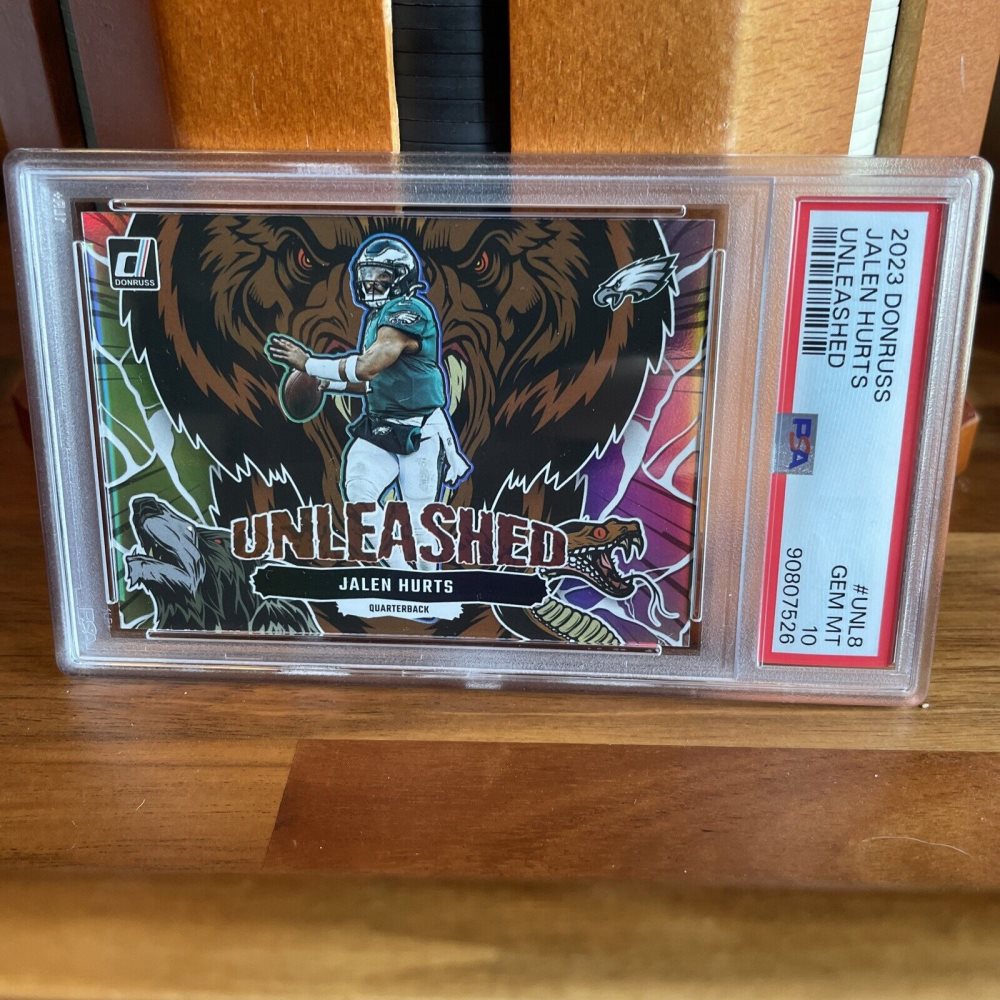 DONRUSS
UNLEASHED
JALEN HURTS
QUARTERBACK
2023 DONRUSS
JALEN HURTS
UNLEASHED
#UNL8
GEM MT
10
90807526
PSA